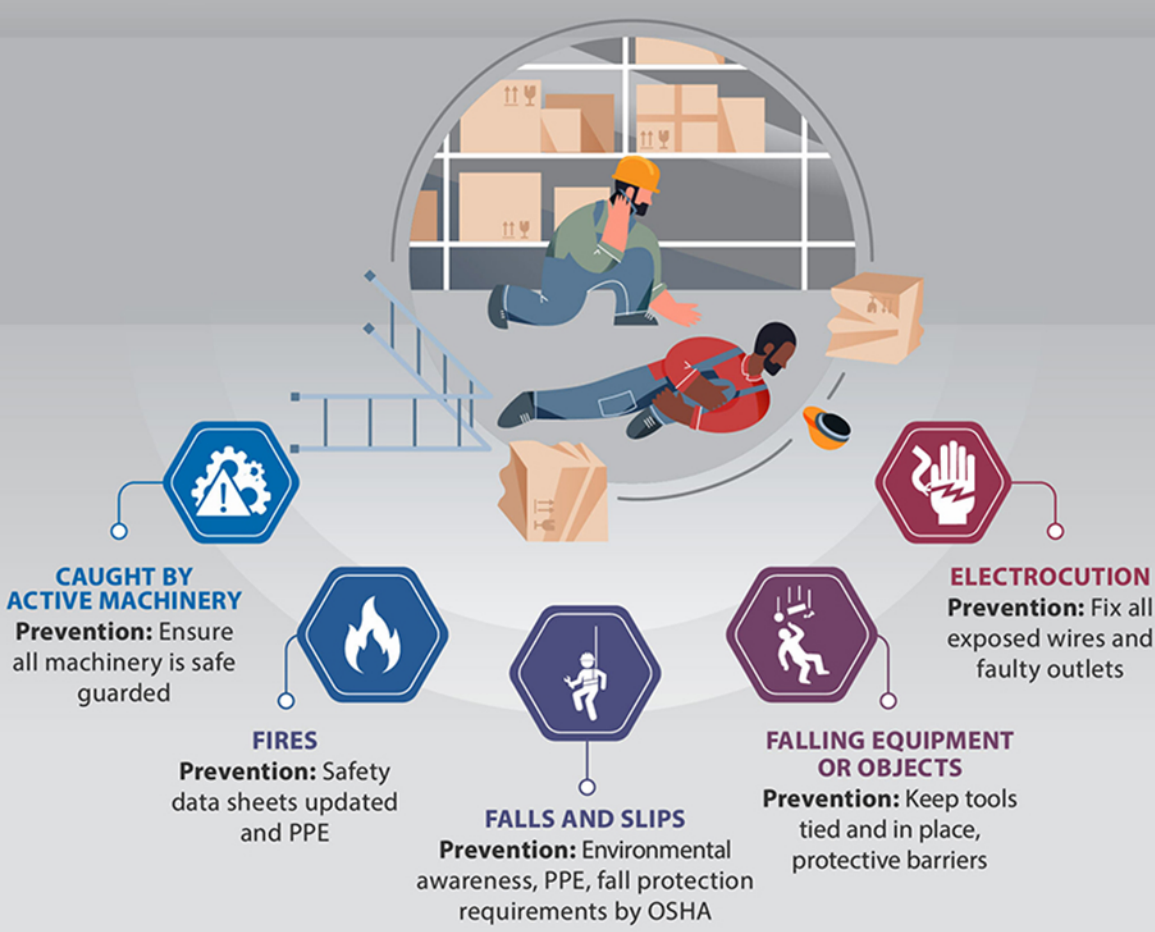 CAUGHT BY
ACTIVE MACHINERY
Prevention: Ensure
all machinery is safe
guarded
FIRES
Prevention: Safety
data sheets updated
and PPE
FALLS AND SLIPS
Prevention: Environmental
awareness, PPE, fall protection
requirements by OSHA
FALLING EQUIPMENT
OR OBJECTS
Prevention: Keep tools
tied and in place,
protective barriers
ELECTROCUTION
Prevention: Fix all
exposed wires and
faulty outlets